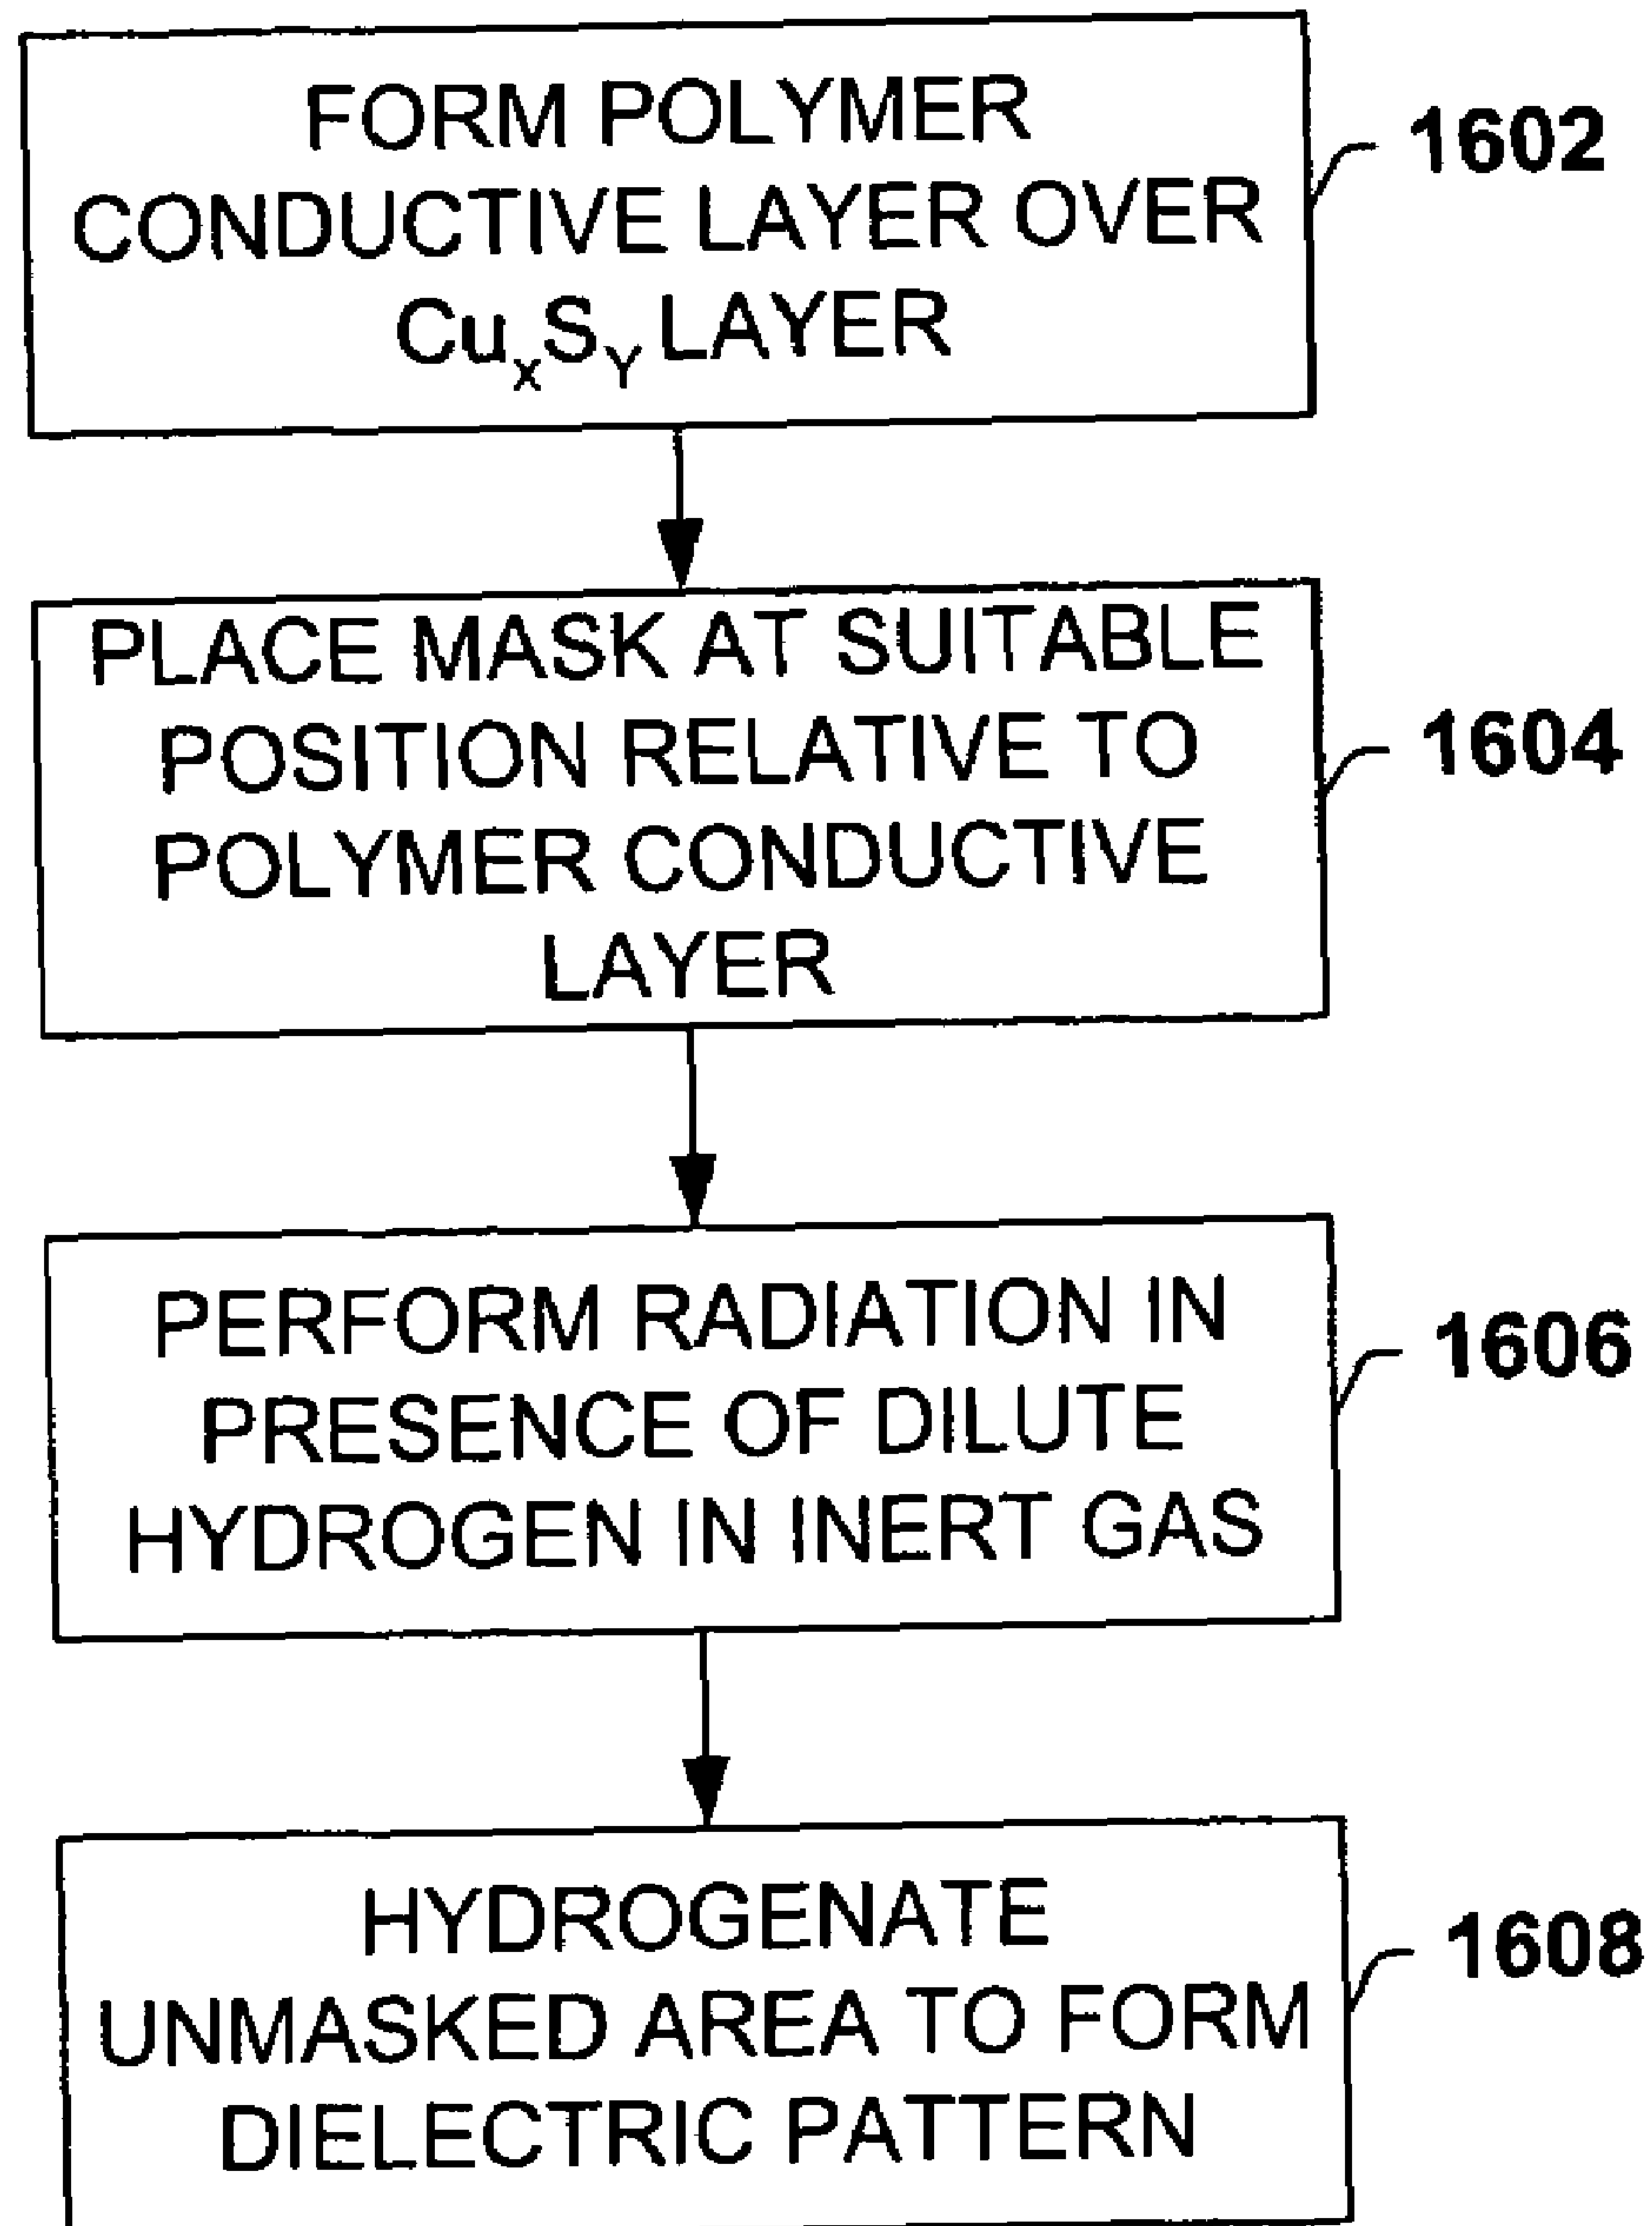 FORM POLYMER
CONDUCTIVE LAYER OVER
CuₓSY LAYER
1602
PLACE MASK AT SUITABLE
POSITION RELATIVE TO
POLYMER CONDUCTIVE
LAYER
1604
PERFORM RADIATION IN
PRESENCE OF DILUTE
HYDROGEN IN INERT GAS
1606
HYDROGENATE
UNMASKED AREA TO FORM
DIELECTRIC PATTERN
1608